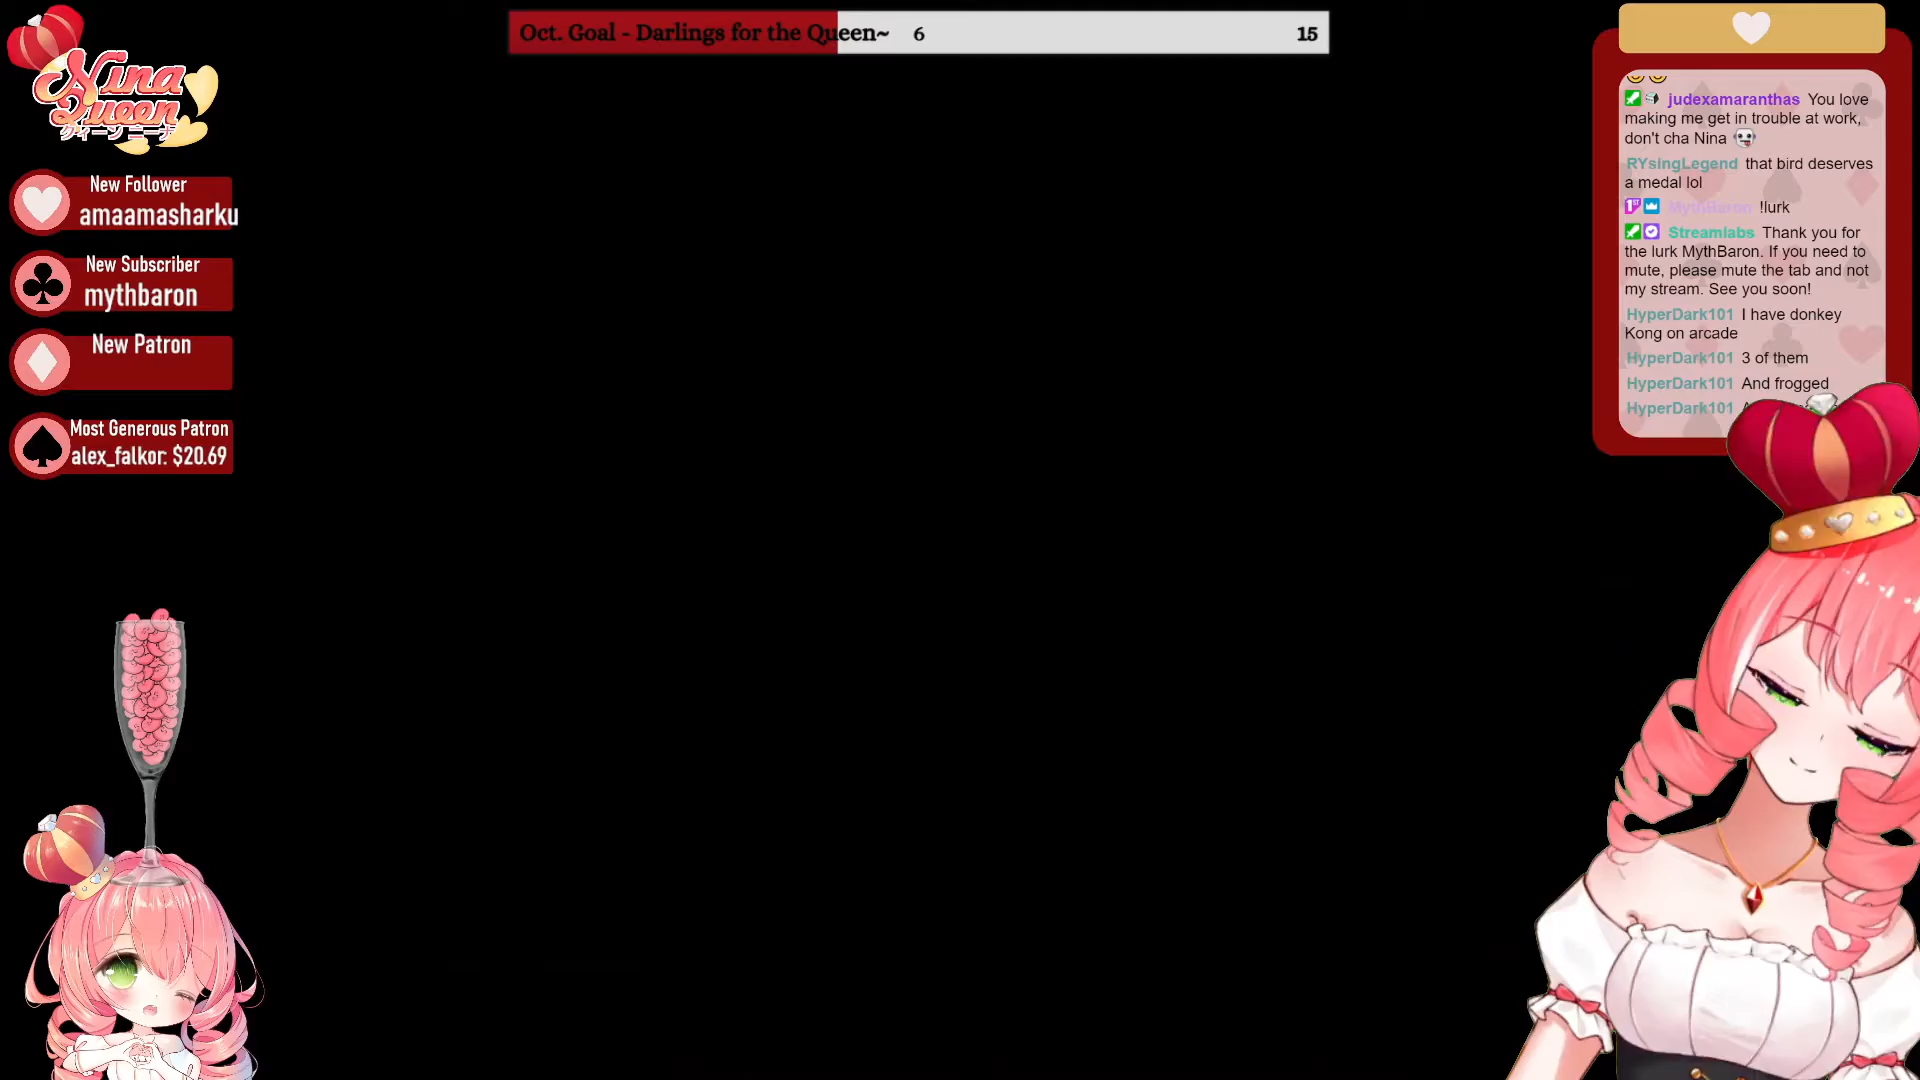 Oct. Goal - Darlings for the Queen~ 6 15
Nina
Queen
クィーン ニーナ
New Follower
amaamasharku
New Subscriber
mythbaron
New Patron
Most Generous Patron
alex_falkor: $20.69
judexamaranthas You love
making me get in trouble at work,
don't cha Nina
RYsingLegend that bird deserves
a medal lol
MythBaron !lurk
Streamlabs Thank you for
the lurk MythBaron. If you need to
mute, please mute the tab and not
my stream. See you soon!
HyperDark101 I have donkey
Kong on arcade
HyperDark101 3 of them
HyperDark101 And frogged
HyperDark101